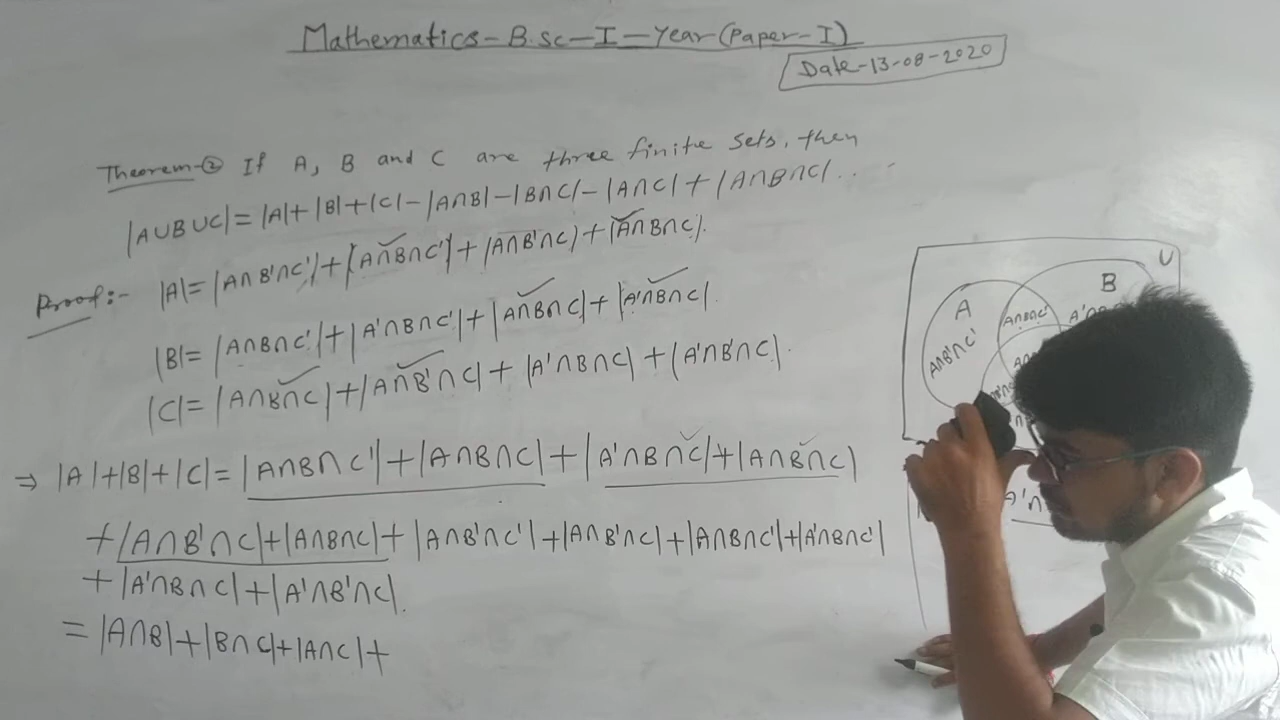 Mathematics-B.sc-I-Year(Paper-I)
Date-13-08-2020
Theorem-② If A, B and C are three finite sets, then
|A∪B∪C|= |A|+|B|+|C|-|A∩B|-|B∩C|-|A∩C|+|A∩B∩C|...
Proof:- |A|= |A∩B'∩C'|+|A∩B∩C'|+|A∩B'∩C|+|A∩B∩C|.
|B|= |A∩B∩C'|+|A'∩B∩C'|+|A∩B∩C|+|A'∩B∩C|.
|C|= |A∩B∩C|+|A∩B'∩C|+|A'∩B∩C|+|A'∩B'∩C|.
⇒ |A|+|B|+|C|= |A∩B∩C'|+|A∩B∩C|+|A'∩B∩C|+|A∩B∩C|
+|A∩B'∩C|+|A∩B∩C|+|A∩B'∩C'|+|A∩B'∩C|+|A∩B∩C'|+|A'∩B∩C'|
+|A'∩B∩C|+|A'∩B'∩C|.
= |A∩B|+|B∩C|+|A∩C|+
U
A
B
A∩B∩C'
A∩B'∩C'